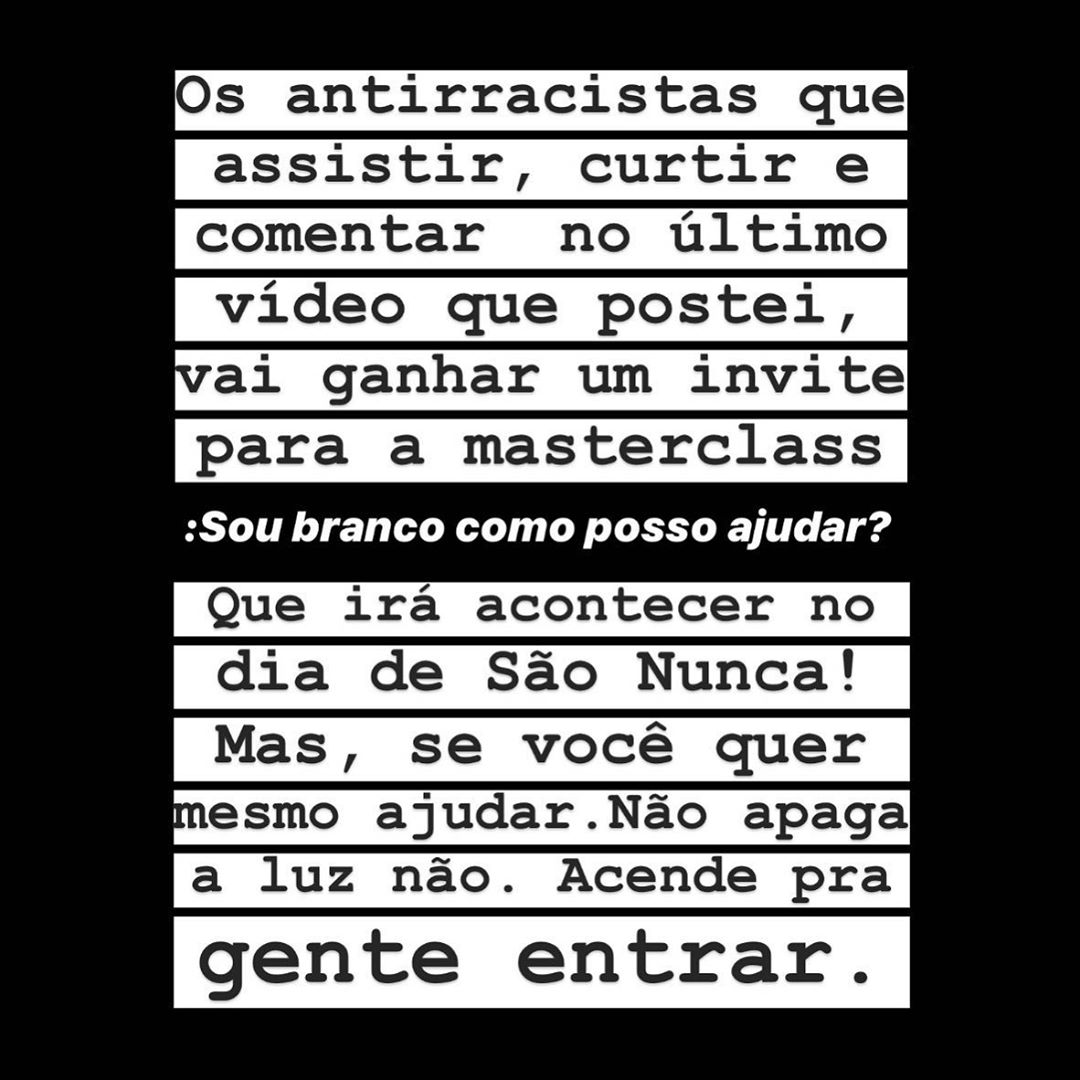 Os antirracistas que
assistir, curtir e
comentar no último
vídeo que postei,
vai ganhar um invite
para a masterclass
:Sou branco como posso ajudar?
Que irá acontecer no
dia de São Nunca!
Mas, se você quer
mesmo ajudar.Não apaga
a luz não. Acende pra
gente entrar.